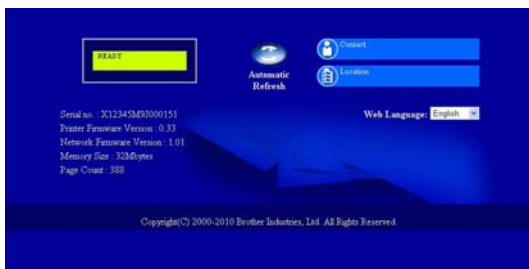 READY
Automatic
Refresh
Contact
Location
Serial no. : X12345M9J000151
Printer Firmware Version : 0.33
Network Firmware Version : 1.01
Memory Size : 32Mbytes
Page Count : 388
Web Language: English
Copyright(C) 2000-2010 Brother Industries, Ltd. All Rights Reserved.